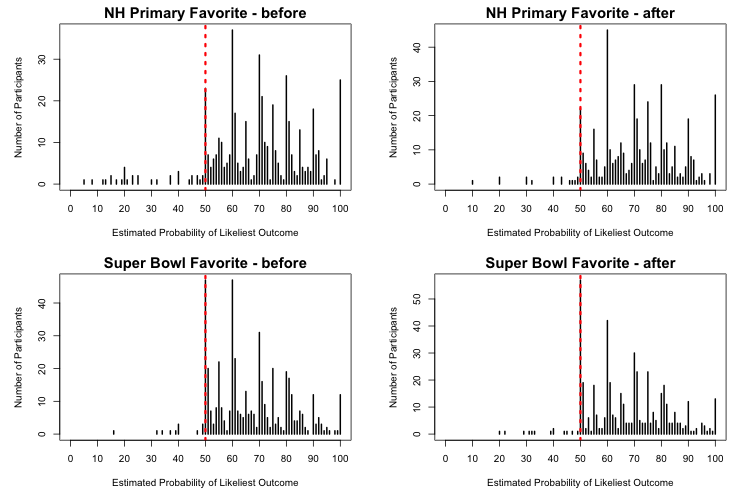 NH Primary Favorite - before
Number of Participants
0 10 20 30
0 10 20 30 40 50 60 70 80 90 100
Estimated Probability of Likeliest Outcome
NH Primary Favorite - after
Number of Participants
0 10 20 30 40
0 10 20 30 40 50 60 70 80 90 100
Estimated Probability of Likeliest Outcome
Super Bowl Favorite - before
Number of Participants
0 10 20 30 40
0 10 20 30 40 50 60 70 80 90 100
Estimated Probability of Likeliest Outcome
Super Bowl Favorite - after
Number of Participants
0 10 20 30 40 50
0 10 20 30 40 50 60 70 80 90 100
Estimated Probability of Likeliest Outcome